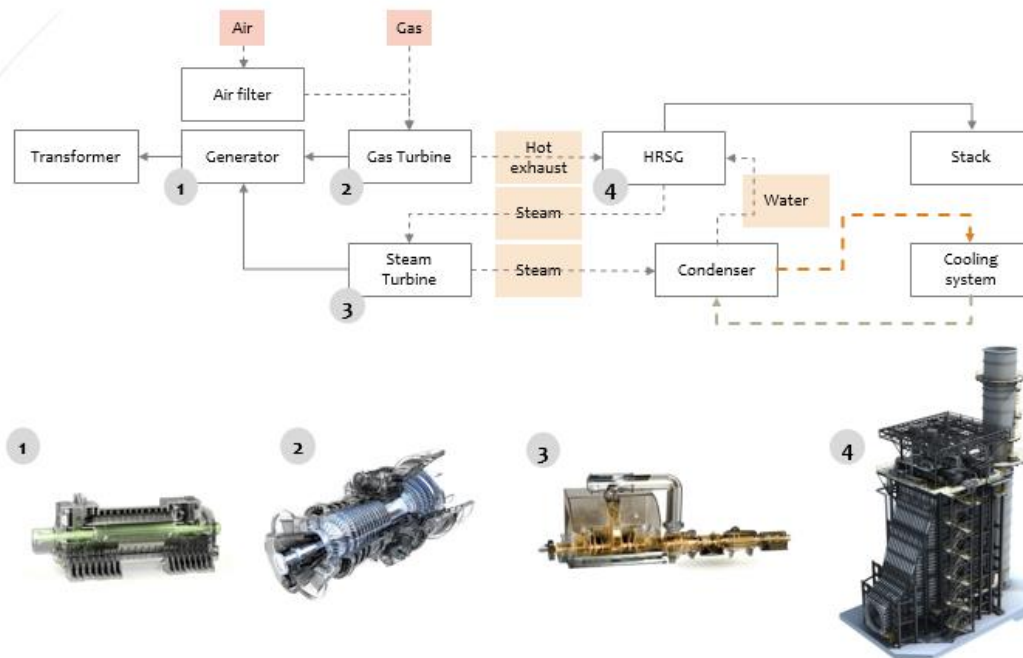 Air
Gas
Air filter
Transformer
Generator
Gas Turbine
Hot
exhaust
HRSG
Stack
1
2
4
Steam
Water
Steam
Turbine
Steam
Condenser
Cooling
system
3
1
2
3
4